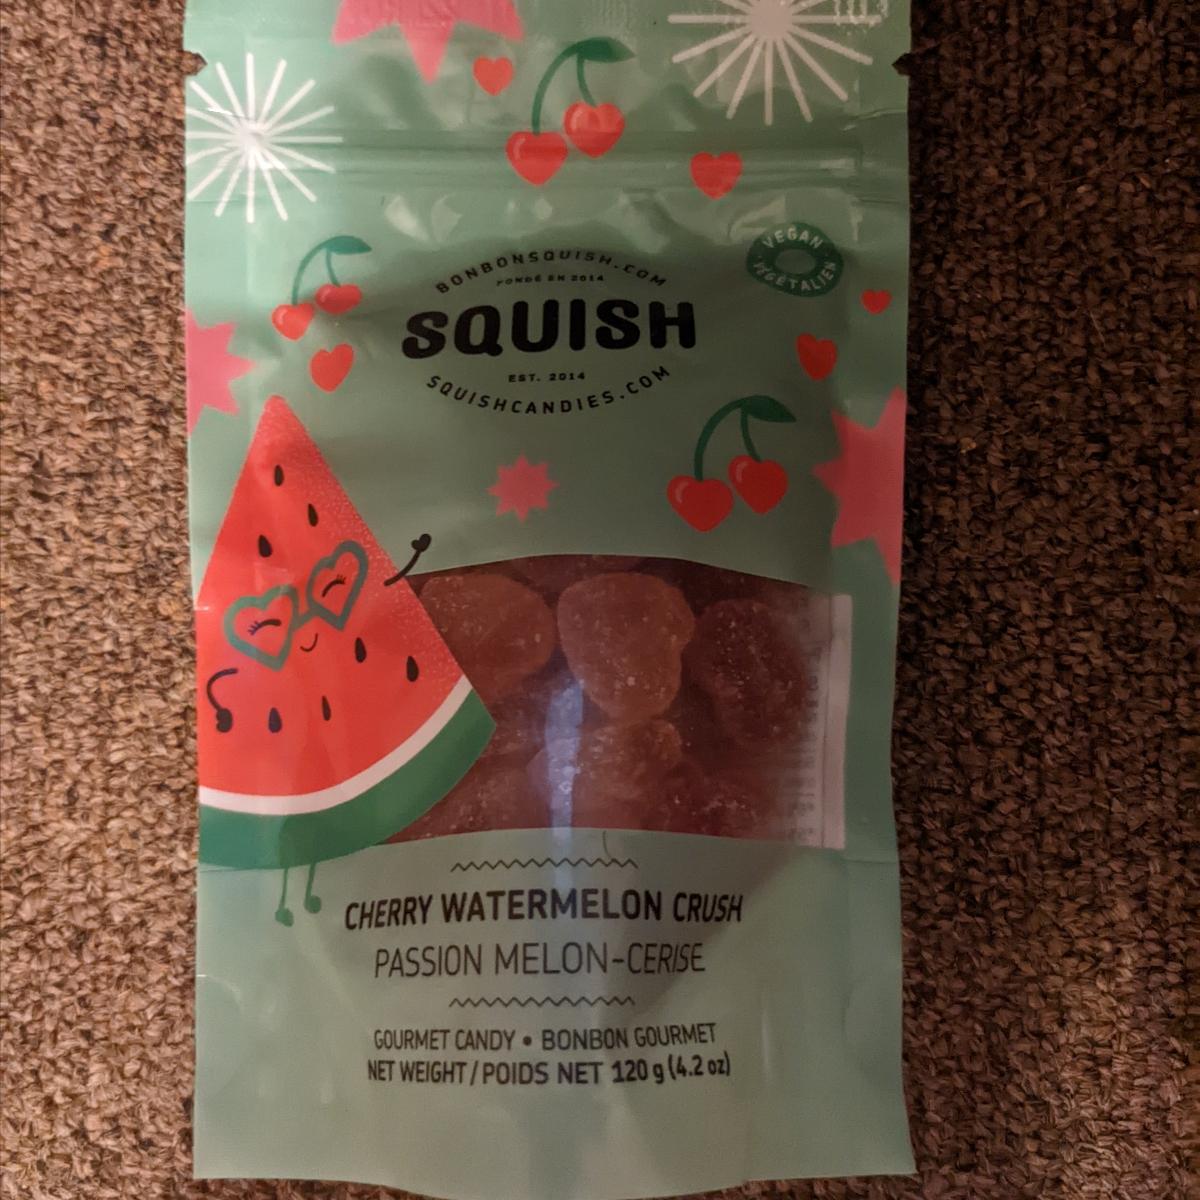 BONBONSQUISH.COM
FONDÉ EN 2014
SQUISH
EST. 2014
SQUISHCANDIES.COM
VEGAN
VÉGÉTALIEN
CHERRY WATERMELON CRUSH
PASSION MELON-CERISE
GOURMET CANDY • BONBON GOURMET
NET WEIGHT / POIDS NET 120 g (4.2 oz)